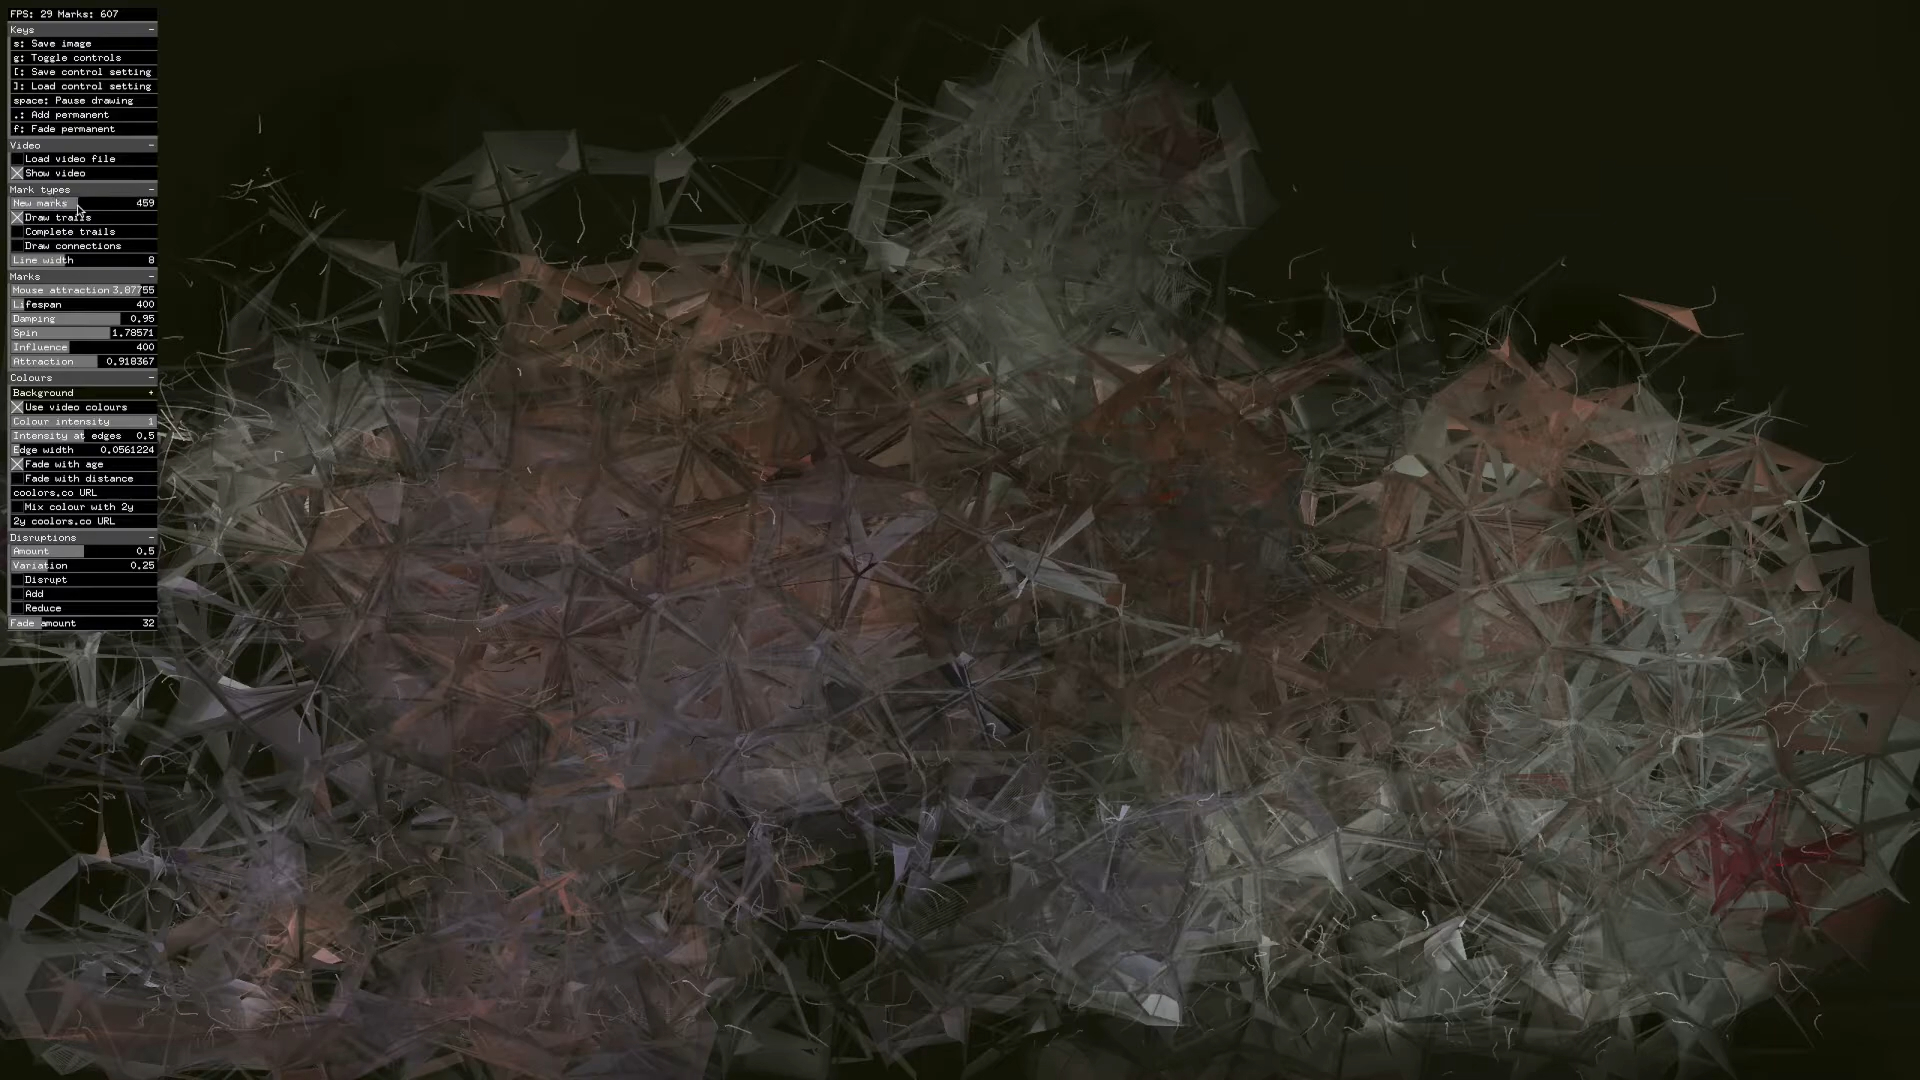 FPS: 29 Marks: 607
Keys −
s: Save image
g: Toggle controls
[: Save control setting
]: Load control setting
space: Pause drawing
.: Add permanent
f: Fade permanent
Video −
Load video file
Show video
Mark types −
New marks 459
Draw trails
Complete trails
Draw connections
Line width 8
Marks −
Mouse attraction 3.87755
Lifespan 400
Damping 0.95
Spin 1.78571
Influence 400
Attraction 0.918367
Colours −
Background +
Use video colours
Colour intensity 1
Intensity at edges 0.5
Edge width 0.0561224
Fade with age
Fade with distance
coolors.co URL
Mix colour with 2y
2y coolors.co URL
Disruptions −
Amount 0.5
Variation 0.25
Disrupt
Add
Reduce
Fade amount 32